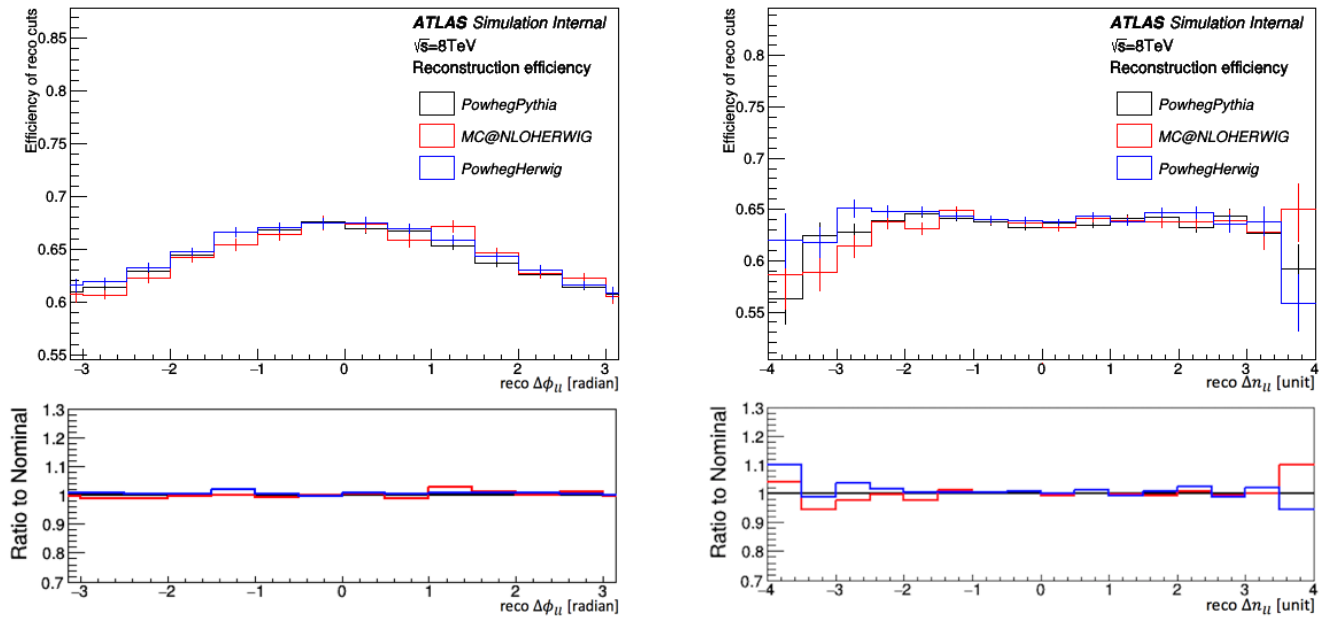 Efficiency of reco cuts
0.85
0.8
0.75
0.7
0.65
0.6
0.55
ATLAS Simulation Internal
√s=8TeV
Reconstruction efficiency
PowhegPythia
MC@NLOHERWIG
PowhegHerwig
−3 −2 −1 0 1 2 3
reco Δϕ_ll [radian]
Efficiency of reco cuts
0.8
0.75
0.7
0.65
0.6
0.55
ATLAS Simulation Internal
√s=8TeV
Reconstruction efficiency
PowhegPythia
MC@NLOHERWIG
PowhegHerwig
−4 −3 −2 −1 0 1 2 3 4
reco Δn_ll [unit]
Ratio to Nominal
1.3
1.2
1.1
1
0.9
0.8
0.7
−3 −2 −1 0 1 2 3
reco Δϕ_ll [radian]
Ratio to Nominal
1.3
1.2
1.1
1
0.9
0.8
0.7
−4 −3 −2 −1 0 1 2 3 4
reco Δn_ll [unit]